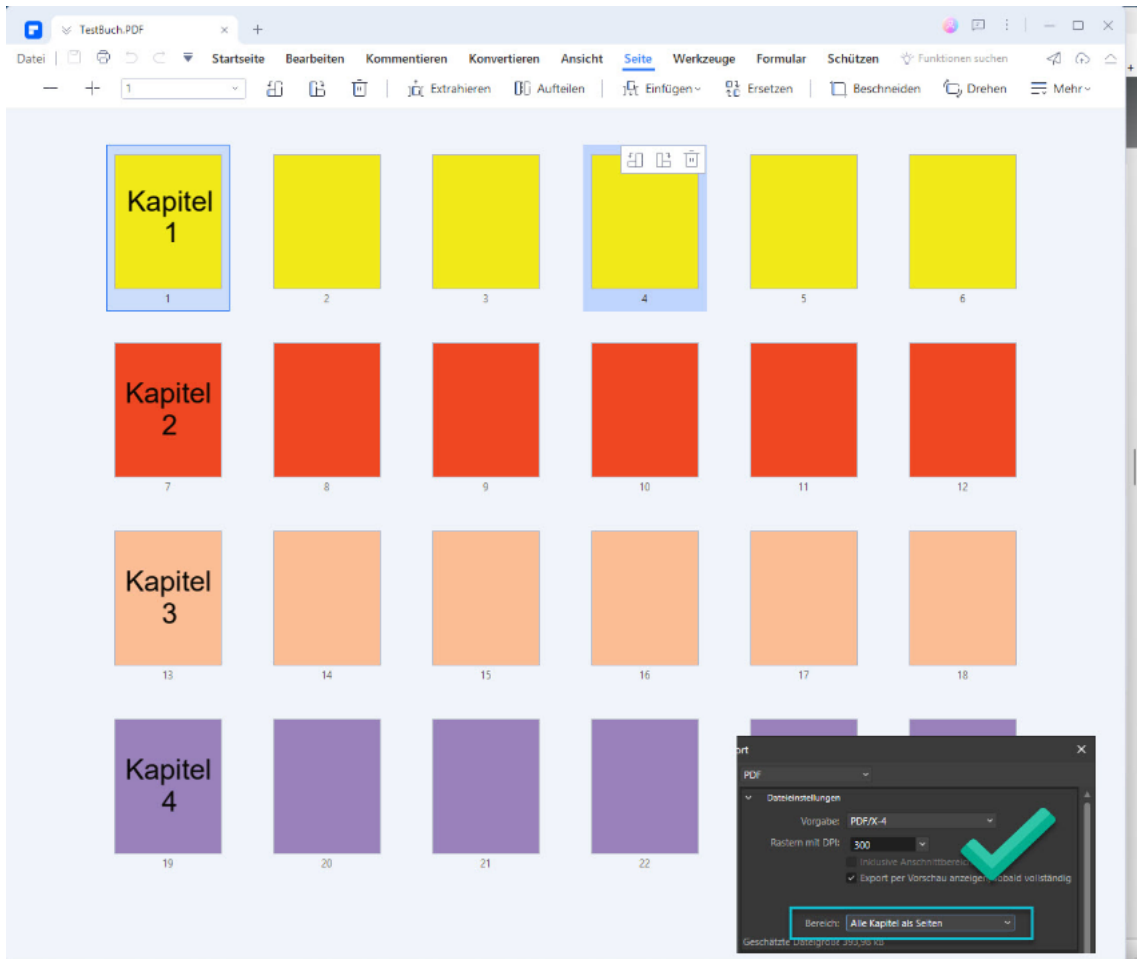 TestBuch.PDF
Datei Startseite Bearbeiten Kommentieren Konvertieren Ansicht Seite Werkzeuge Formular Schützen Funktionen suchen
1 Extrahieren Aufteilen Einfügen Ersetzen Beschneiden Drehen Mehr
Kapitel
1
1 2 3 4 5 6
Kapitel
2
7 8 9 10 11 12
Kapitel
3
13 14 15 16 17 18
Kapitel
4
19 20 21 22
ort
PDF
Dateieinstellungen
Vorgabe: PDF/X-4
Rastern mit DPI: 300
Inklusive Anschnittbereich
Export per Vorschau anzeigen sobald vollständig
Bereich: Alle Kapitel als Seiten
Geschätzte Dateigröße 393,98 kB